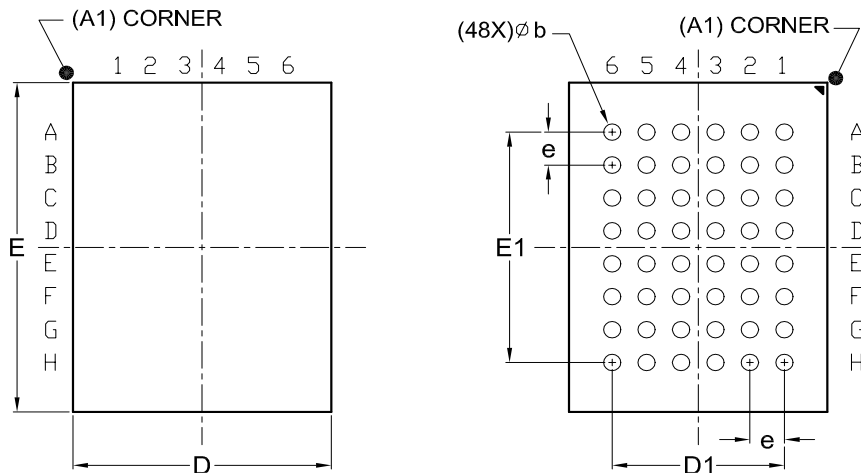 (A1) CORNER
1 2 3 4 5 6
A
B
C
D
E
F
G
H
E
D
(48X)⌀ b
(A1) CORNER
6 5 4 3 2 1
A
B
C
D
E
F
G
H
e
E1
e
D1